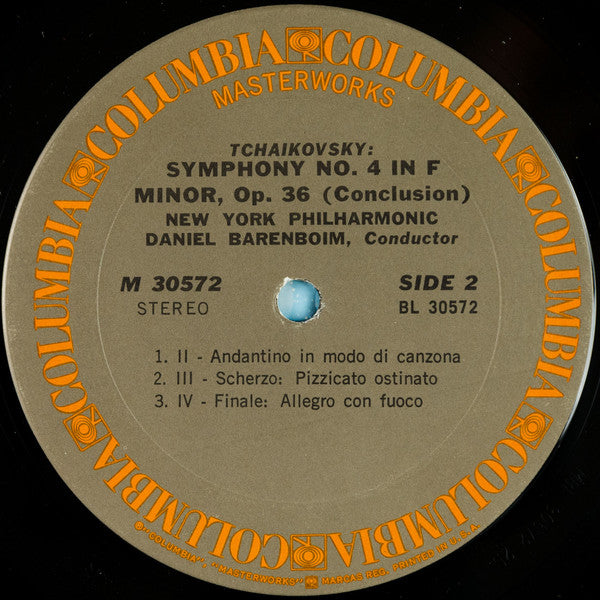 COLUMBIA COLUMBIA COLUMBIA COLUMBIA COLUMBIA COLUMBIA COLUMBIA COLUMBIA
MASTERWORKS
TCHAIKOVSKY:
SYMPHONY NO. 4 IN F
MINOR, Op. 36 (Conclusion)
NEW YORK PHILHARMONIC
DANIEL BARENBOIM, Conductor
M 30572
STEREO
SIDE 2
BL 30572
1. II - Andantino in modo di canzona
2. III - Scherzo: Pizzicato ostinato
3. IV - Finale: Allegro con fuoco
® "COLUMBIA", "MASTERWORKS" MARCAS REG. PRINTED IN U.S.A.